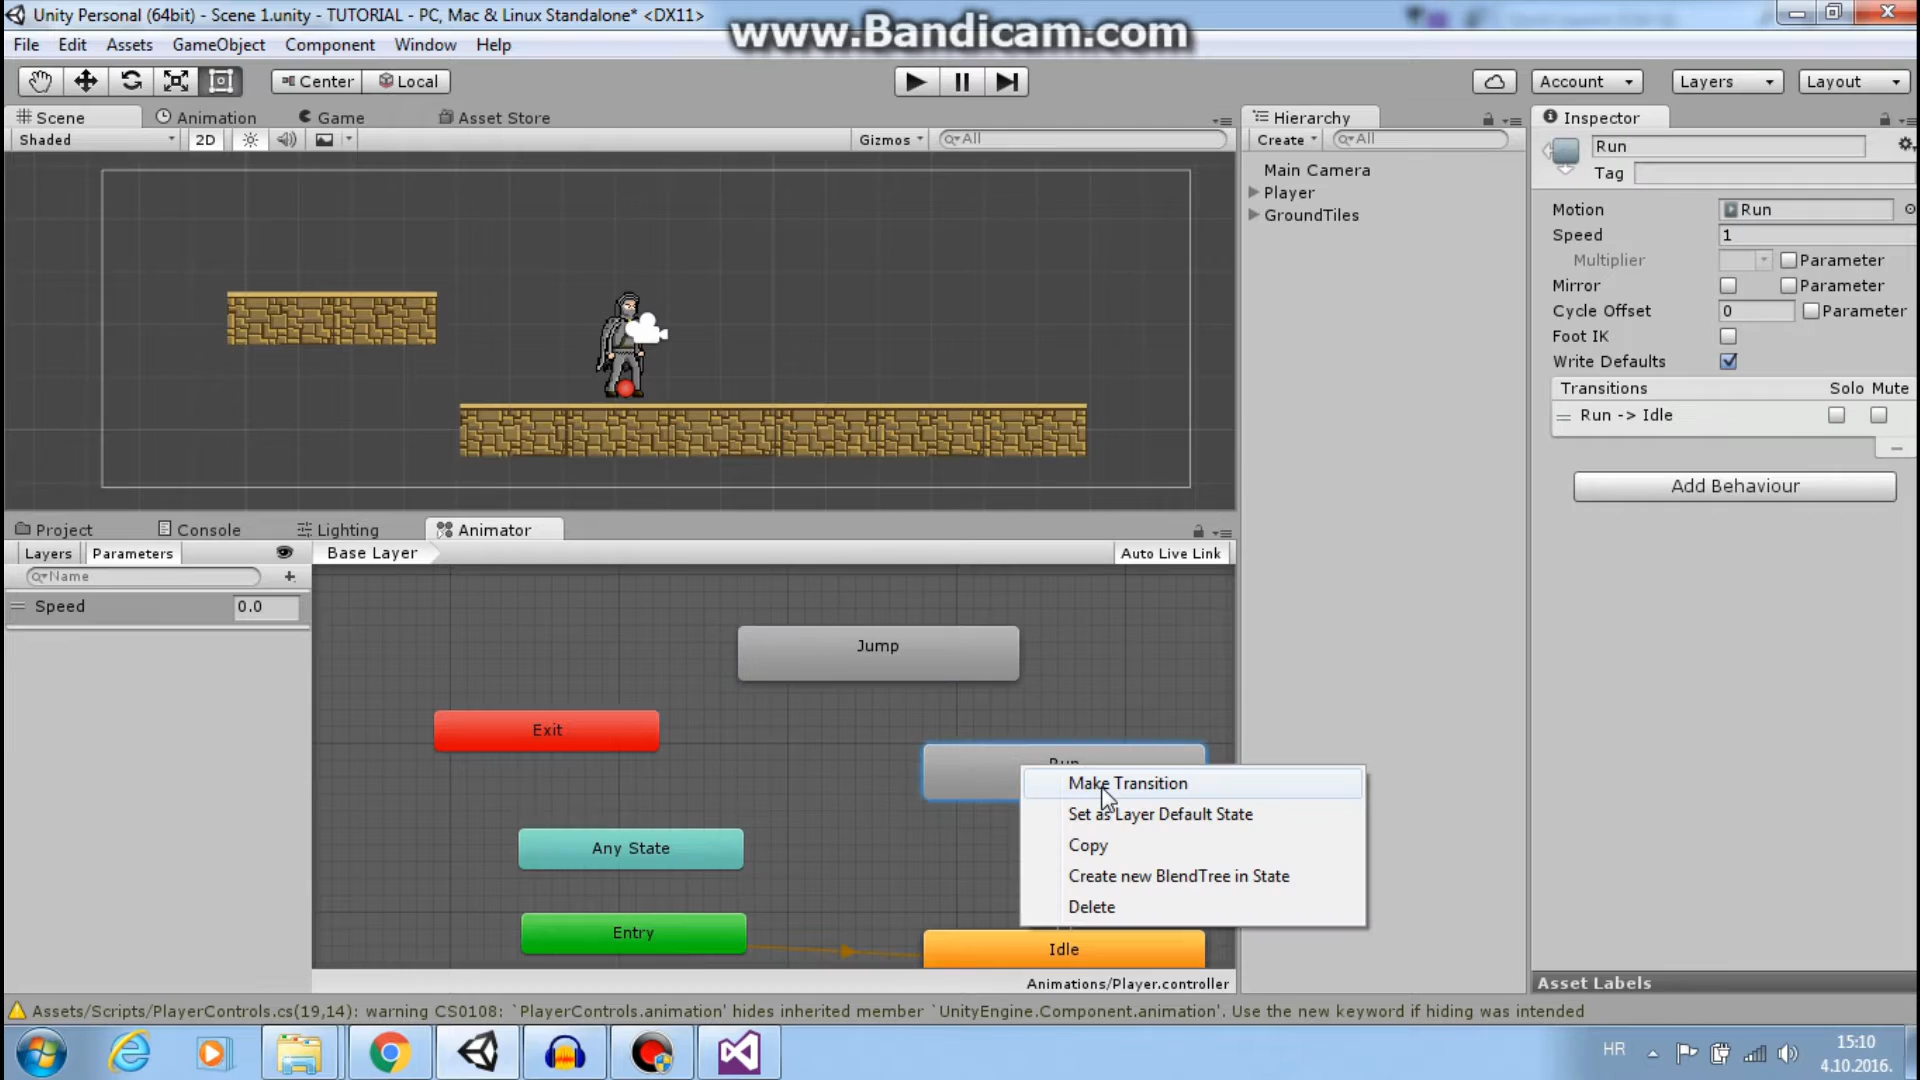 Unity Personal (64bit) - Scene 1.unity - TUTORIAL - PC, Mac & Linux Standalone* <DX11>
www.Bandicam.com
File Edit Assets GameObject Component Window Help
Center Local Account Layers Layout
Scene Animation Game Asset Store Hierarchy Inspector
Shaded 2D Gizmos All Create All
Run
Tag
Main Camera
Player
GroundTiles
Motion Run
Speed 1
Multiplier Parameter
Mirror Parameter
Cycle Offset 0 Parameter
Foot IK
Write Defaults
Transitions Solo Mute
Run -> Idle
Add Behaviour
Project Console Lighting Animator
Layers Parameters Base Layer Auto Live Link
Name
Speed 0.0
Jump
Exit
Run
Make Transition
Set as Layer Default State
Copy
Create new BlendTree in State
Delete
Any State
Entry
Idle
Animations/Player.controller
Asset Labels
Assets/Scripts/PlayerControls.cs(19,14): warning CS0108: `PlayerControls.animation' hides inherited member `UnityEngine.Component.animation'. Use the new keyword if hiding was intended
HR
15:10
4.10.2016.